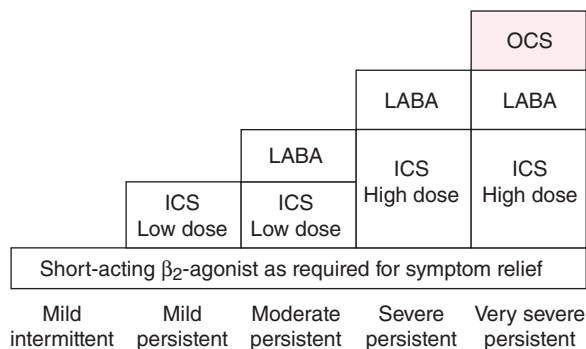 OCS
LABA
LABA
LABA
ICS
High dose
ICS
High dose
ICS
Low dose
ICS
Low dose
Short-acting β₂-agonist as required for symptom relief
Mild
intermittent
Mild
persistent
Moderate
persistent
Severe
persistent
Very severe
persistent